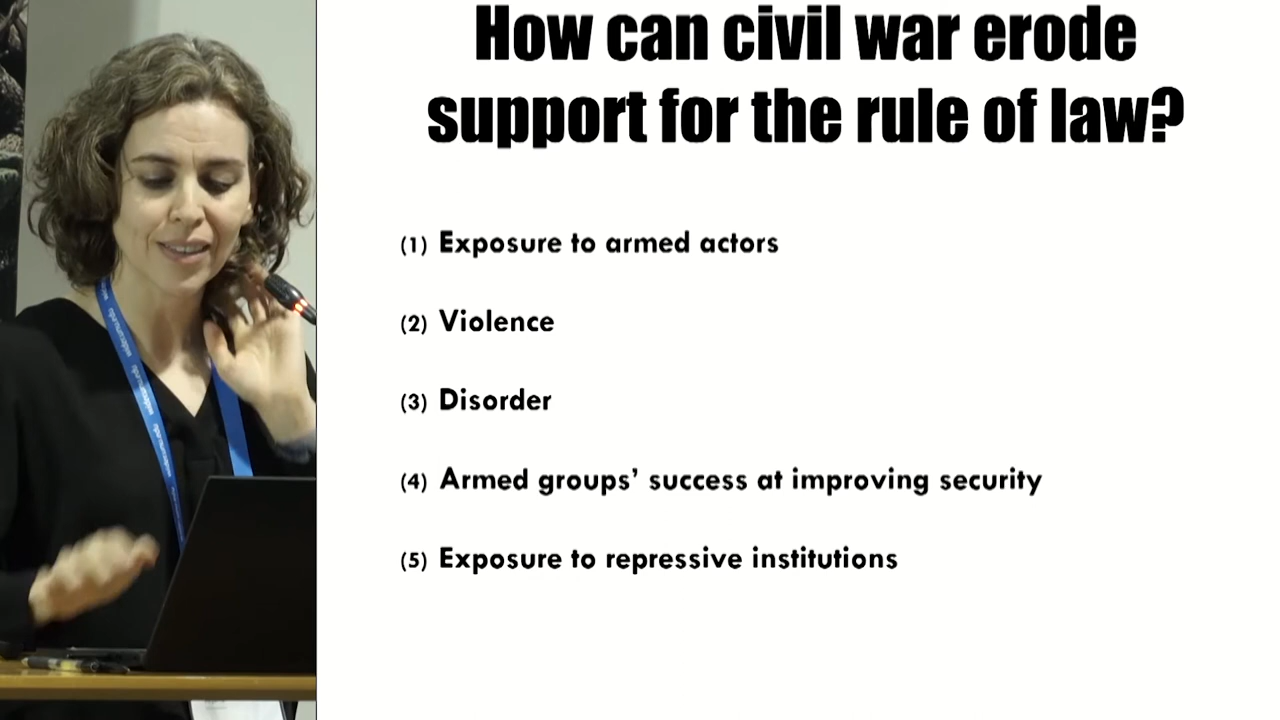 How can civil war erode
support for the rule of law?
(1) Exposure to armed actors
(2) Violence
(3) Disorder
(4) Armed groups’ success at improving security
(5) Exposure to repressive institutions